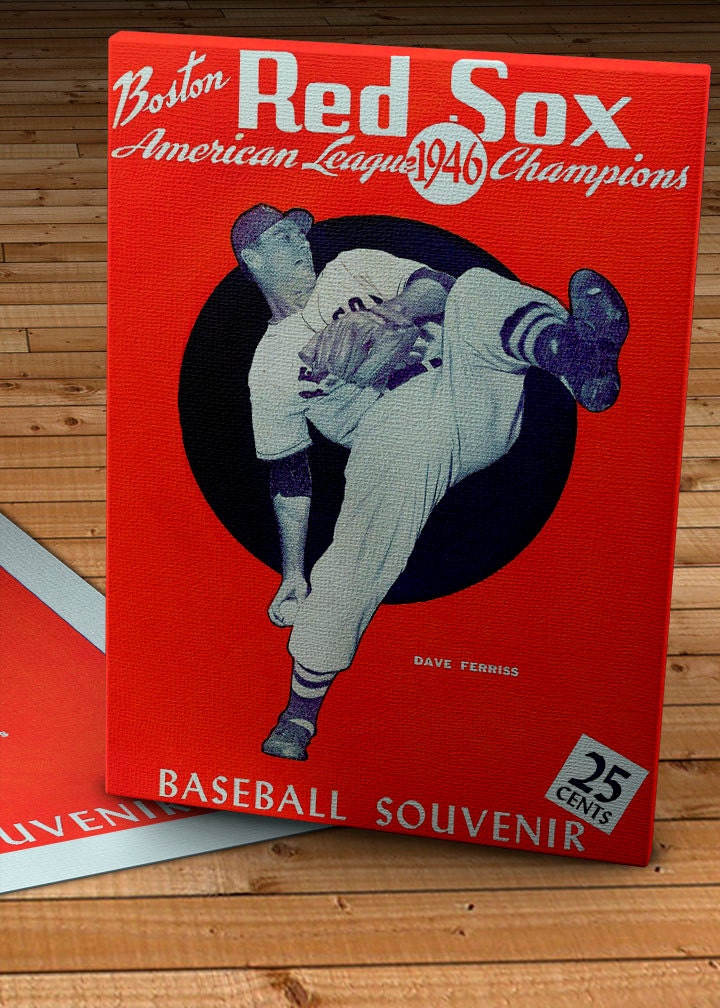 Boston Red Sox
American League 1946 Champions
DAVE FERRISS
25
CENTS
BASEBALL SOUVENIR